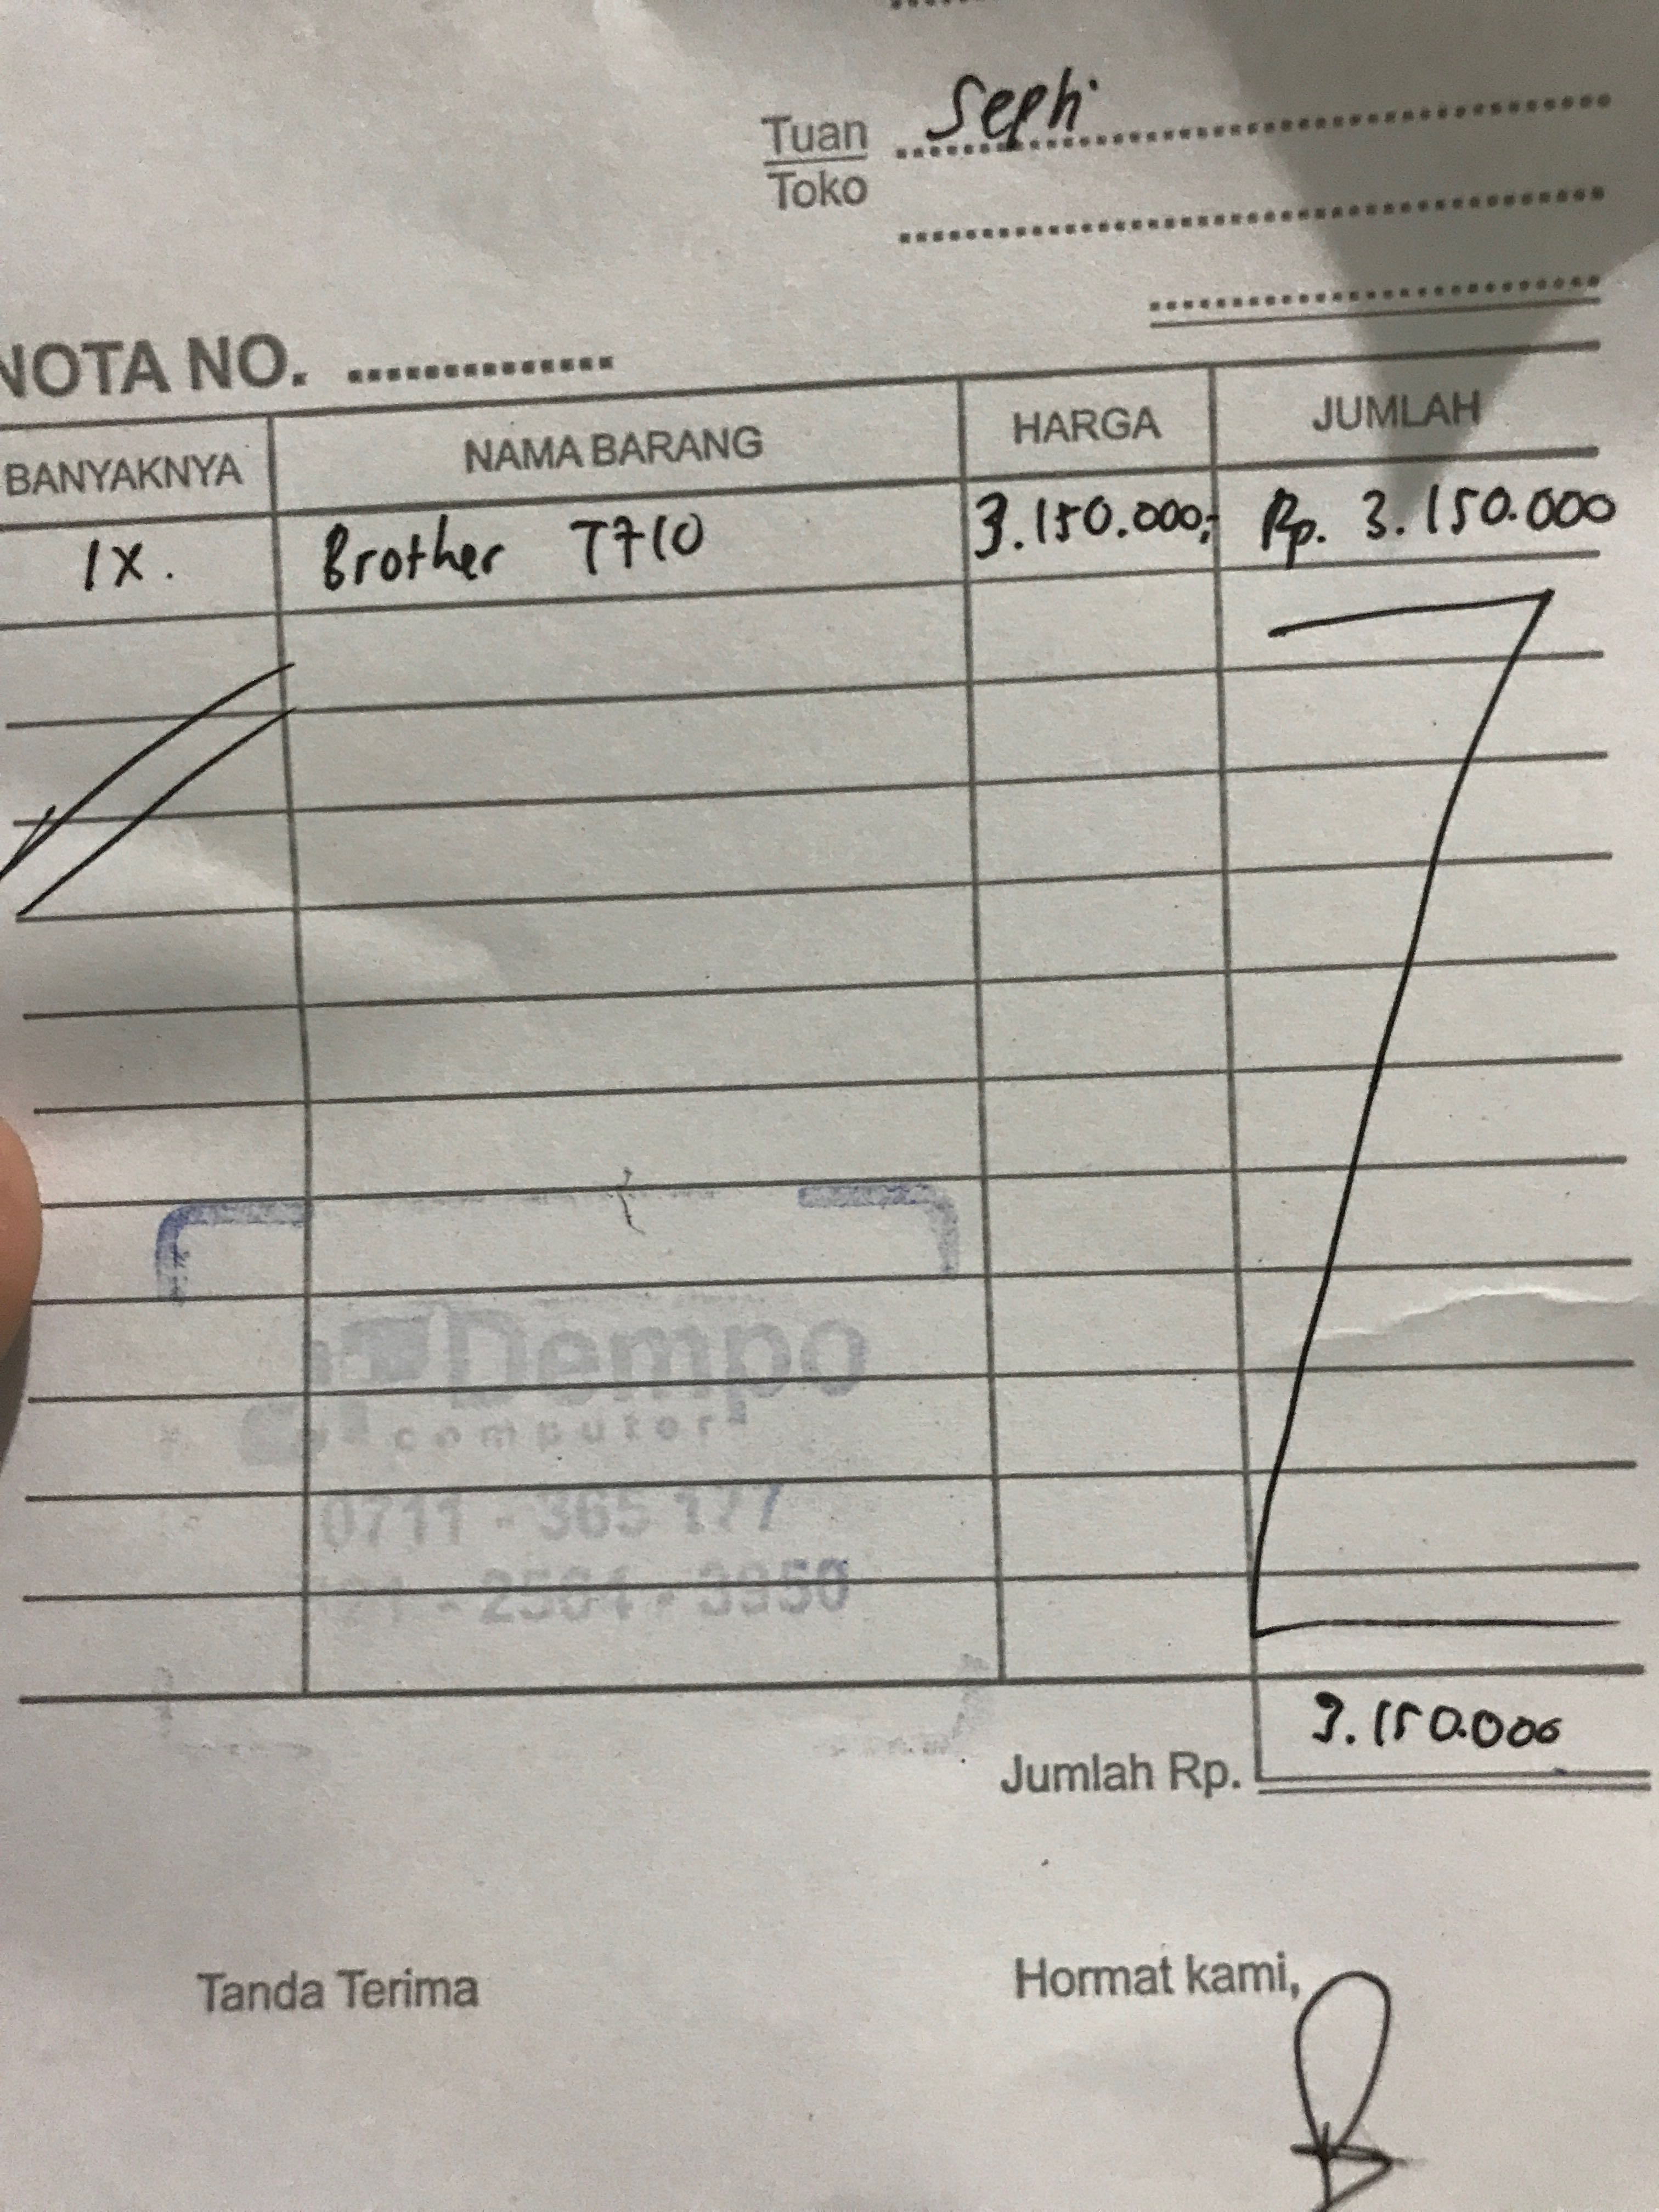 Tuan Sephi
Toko
NOTA NO. ..............
BANYAKNYA NAMA BARANG HARGA JUMLAH
1x. Brother T710 3.150.000,- Rp. 3.150.000
Dempo
computer
0711 - 365 177
Jumlah Rp. 3.150.000
Tanda Terima Hormat kami,